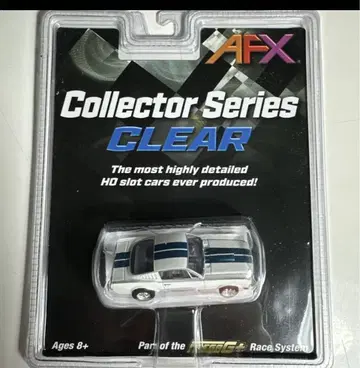 AFX
Collector Series
CLEAR
The most highly detailed
HO slot cars ever produced!
Ages 8+
Part of the MEGAG+ Race System